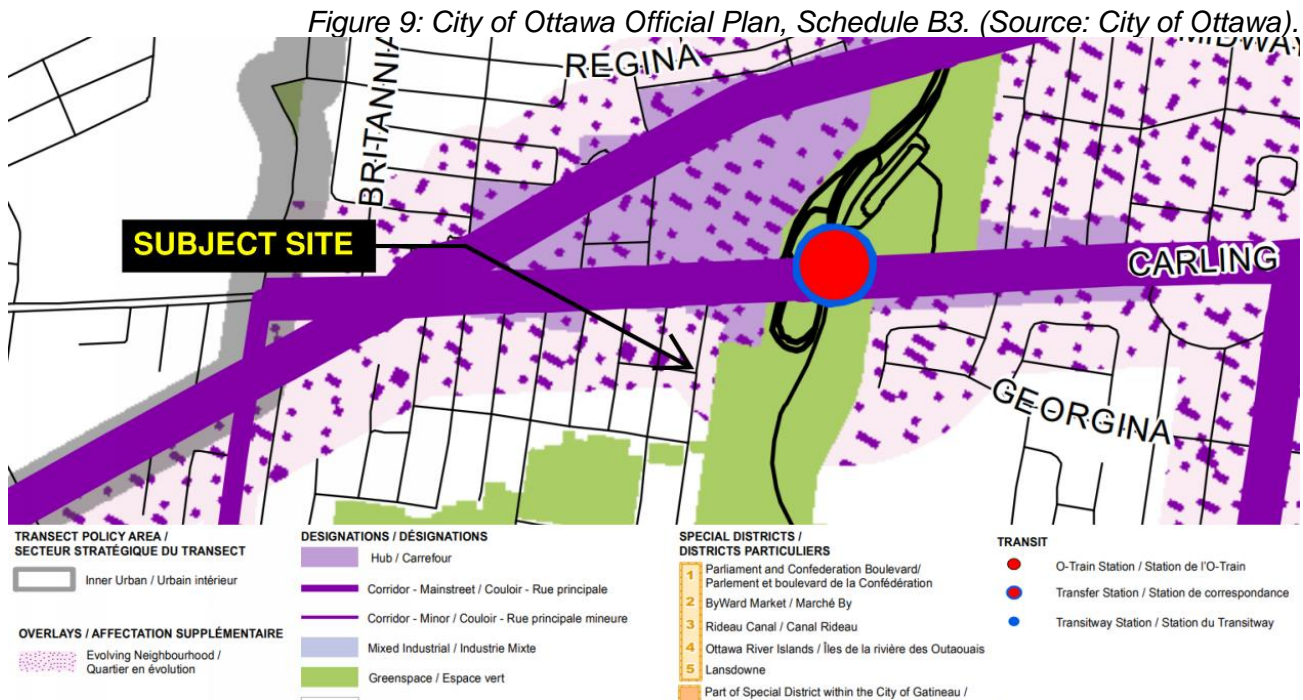 Figure 9: City of Ottawa Official Plan, Schedule B3. (Source: City of Ottawa).
REGINA
MIDWAY
BRITANNIA
SUBJECT SITE
CARLING
GEORGINA
TRANSECT POLICY AREA /
SECTEUR STRATÉGIQUE DU TRANSECT
Inner Urban / Urbain intérieur
OVERLAYS / AFFECTATION SUPPLÉMENTAIRE
Evolving Neighbourhood /
Quartier en évolution
DESIGNATIONS / DÉSIGNATIONS
Hub / Carrefour
Corridor - Mainstreet / Couloir - Rue principale
Corridor - Minor / Couloir - Rue principale mineure
Mixed Industrial / Industrie Mixte
Greenspace / Espace vert
SPECIAL DISTRICTS /
DISTRICTS PARTICULIERS
1 Parliament and Confederation Boulevard/
Parlement et boulevard de la Confédération
2 ByWard Market / Marché By
3 Rideau Canal / Canal Rideau
4 Ottawa River Islands / Îles de la rivière des Outaouais
5 Lansdowne
Part of Special District within the City of Gatineau /
TRANSIT
O-Train Station / Station de l'O-Train
Transfer Station / Station de correspondance
Transitway Station / Station du Transitway